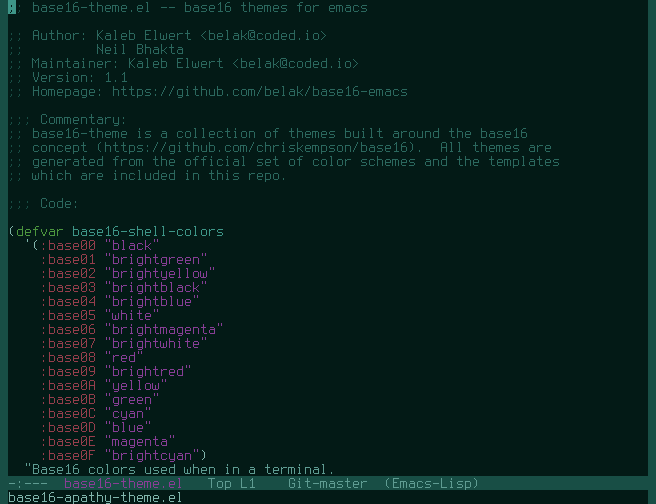 ;; base16-theme.el -- base16 themes for emacs
;; Author: Kaleb Elwert <belak@coded.io>
;;         Neil Bhakta
;; Maintainer: Kaleb Elwert <belak@coded.io>
;; Version: 1.1
;; Homepage: https://github.com/belak/base16-emacs
;;; Commentary:
;; base16-theme is a collection of themes built around the base16
;; concept (https://github.com/chriskempson/base16).  All themes are
;; generated from the official set of color schemes and the templates
;; which are included in this repo.
;;; Code:
(defvar base16-shell-colors
  '(:base00 "black"
    :base01 "brightgreen"
    :base02 "brightyellow"
    :base03 "brightblack"
    :base04 "brightblue"
    :base05 "white"
    :base06 "brightmagenta"
    :base07 "brightwhite"
    :base08 "red"
    :base09 "brightred"
    :base0A "yellow"
    :base0B "green"
    :base0C "cyan"
    :base0D "blue"
    :base0E "magenta"
    :base0F "brightcyan")
  "Base16 colors used when in a terminal.
-:---  base16-theme.el   Top L1    Git-master  (Emacs-Lisp)
base16-apathy-theme.el